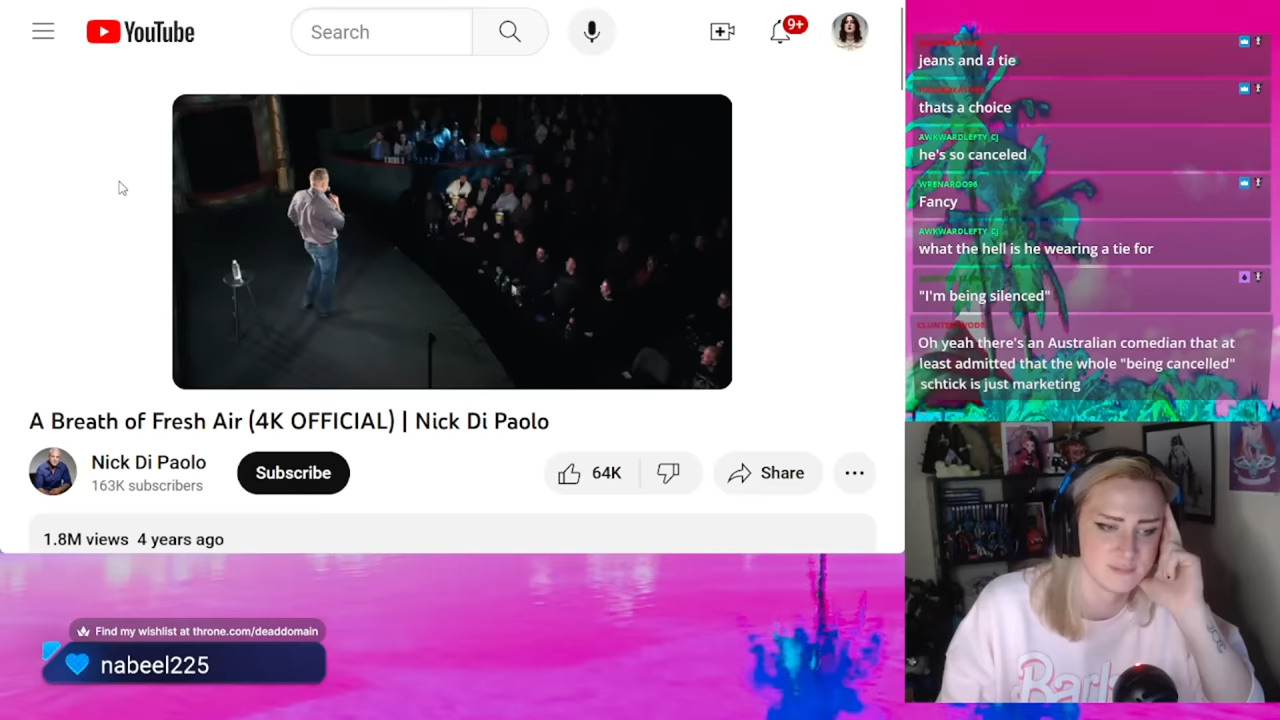 YouTube
Search
9+
A Breath of Fresh Air (4K OFFICIAL) | Nick Di Paolo
Nick Di Paolo
163K subscribers
Subscribe
64K
Share
1.8M views 4 years ago
Find my wishlist at throne.com/deaddomain
nabeel225
jeans and a tie
thats a choice
AWKWARDLEFTY_CJ
he's so canceled
WRENAROO96
Fancy
AWKWARDLEFTY_CJ
what the hell is he wearing a tie for
"I'm being silenced"
Oh yeah there's an Australian comedian that at
least admitted that the whole "being cancelled"
schtick is just marketing